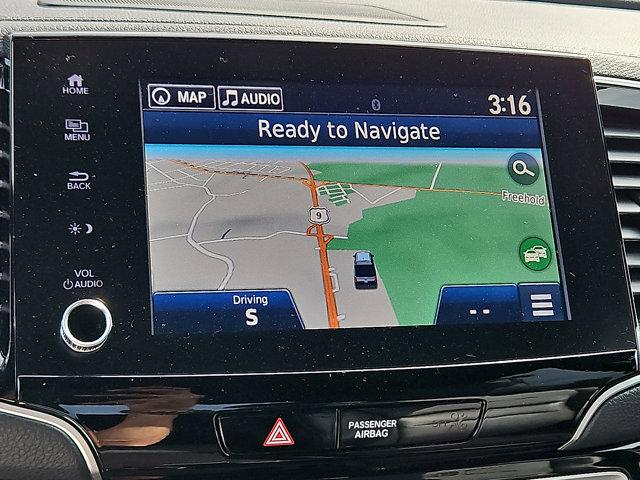 HOME
MENU
BACK
VOL
AUDIO
MAP
AUDIO
3:16
Ready to Navigate
9
Freehold
Driving
S
--
PASSENGER
AIRBAG